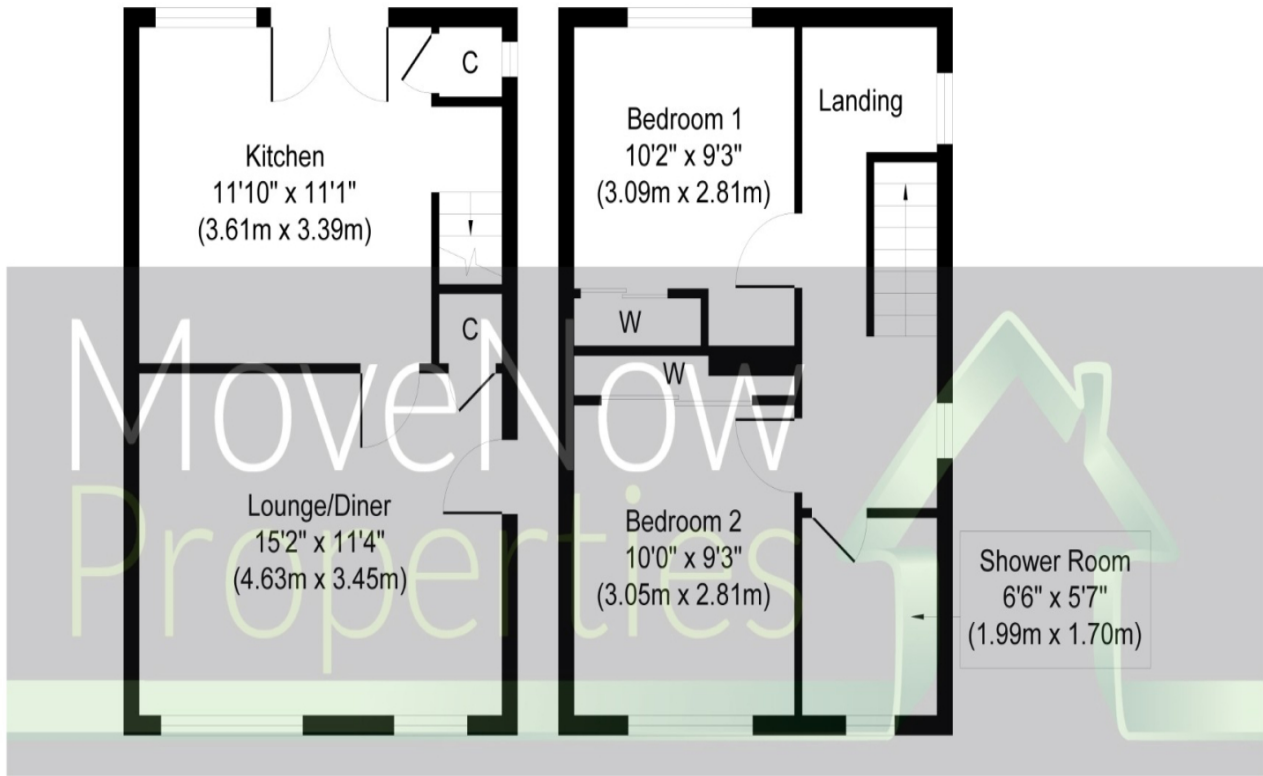 C
Kitchen
11'10" x 11'1"
(3.61m x 3.39m)
C
Lounge/Diner
15'2" x 11'4"
(4.63m x 3.45m)
Bedroom 1
10'2" x 9'3"
(3.09m x 2.81m)
Landing
W
W
Bedroom 2
10'0" x 9'3"
(3.05m x 2.81m)
Shower Room
6'6" x 5'7"
(1.99m x 1.70m)
MoveNow
Properties